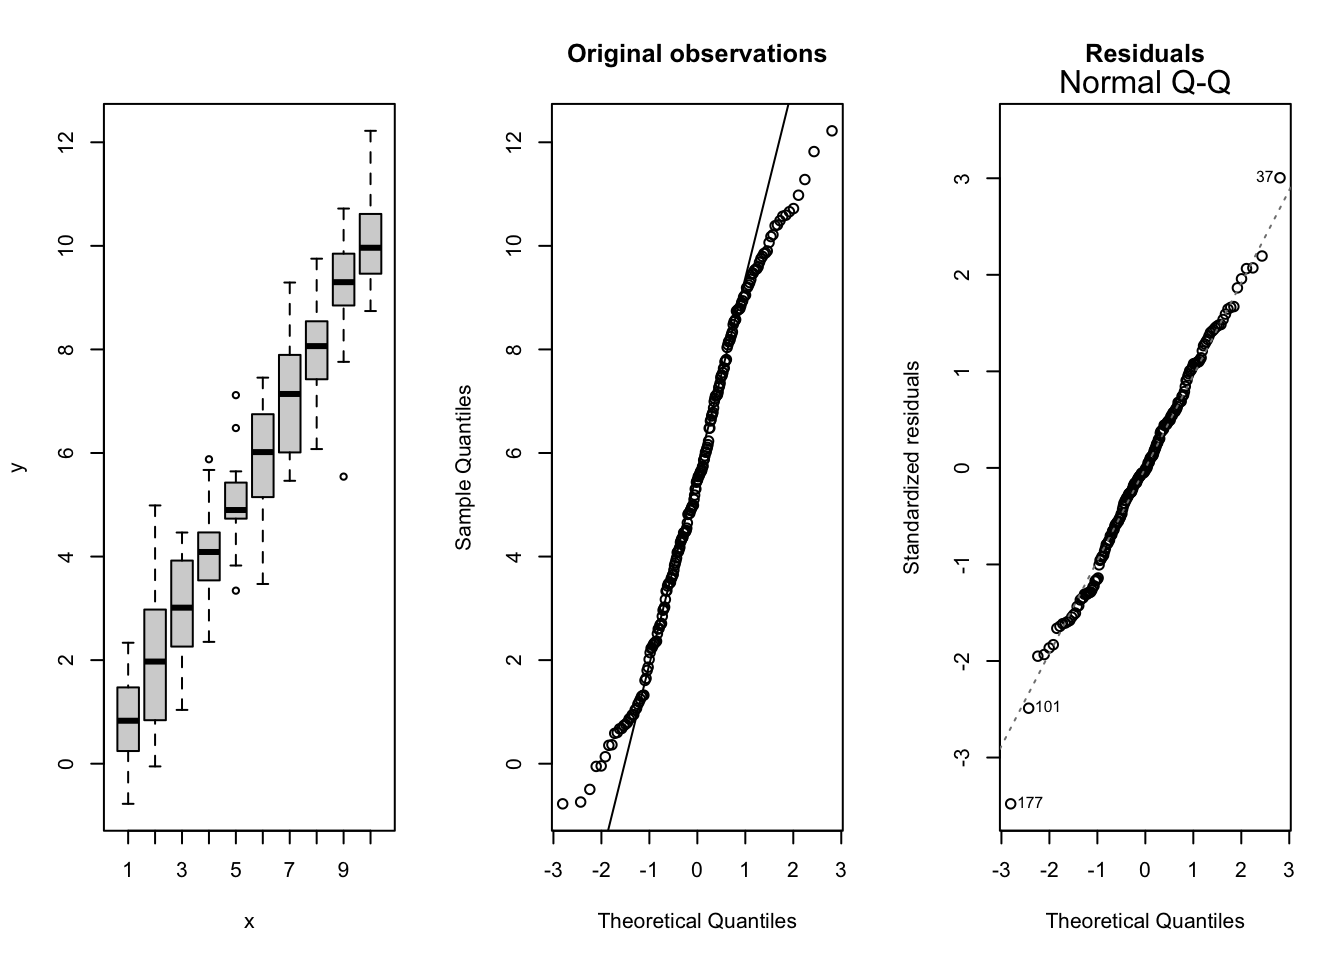 Original observations
Residuals
Normal Q-Q
y
12
10
8
6
4
2
0
1 3 5 7 9
x
Sample Quantiles
12
10
8
6
4
2
0
-3 -2 -1 0 1 2 3
Theoretical Quantiles
Standardized residuals
3
2
1
0
-1
-2
-3
37
101
177
-3 -2 -1 0 1 2 3
Theoretical Quantiles